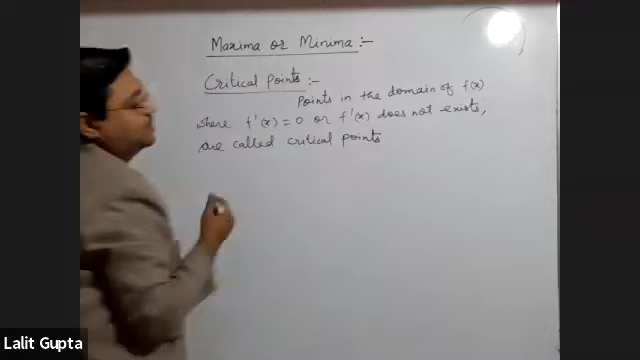 Maxima or Minima :-
Critical Points :-
Points in the domain of f(x)
where f'(x) = 0 or f'(x) does not exists,
are called critical points
Lalit Gupta